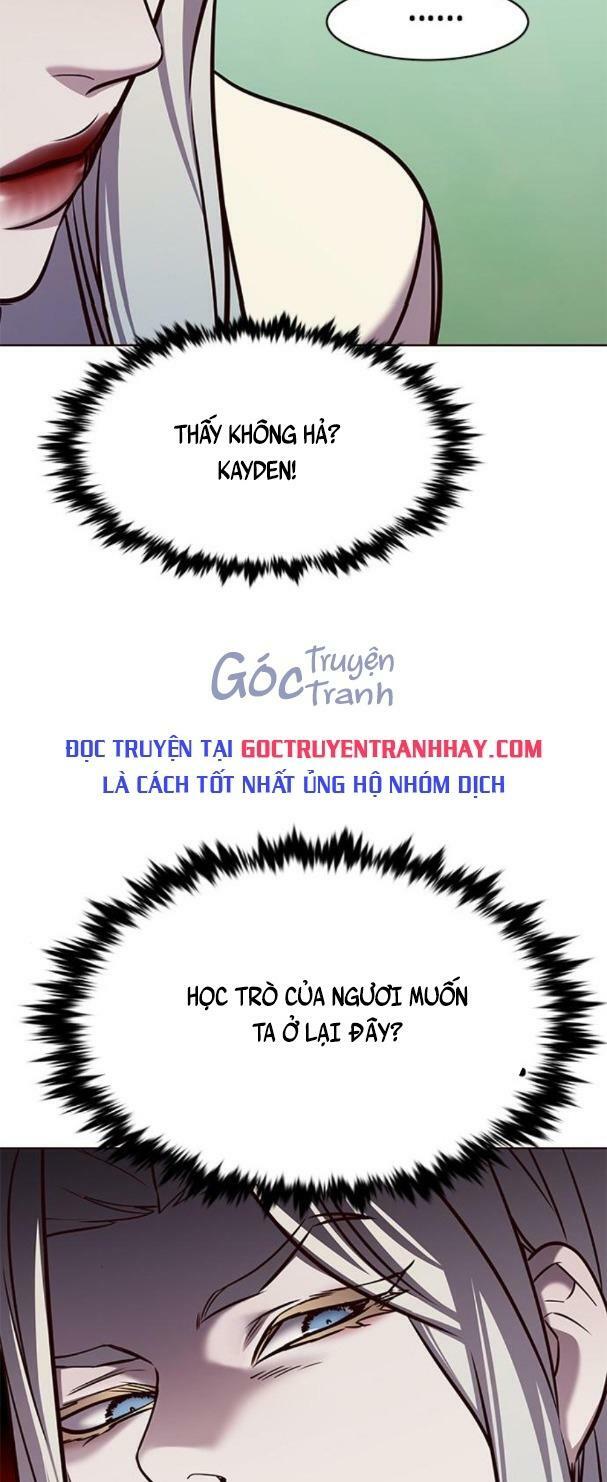 ......
THẤY KHÔNG HẢ?
KAYDEN!
Góc Truyện
Tranh
ĐỌC TRUYỆN TẠI GOCTRUYENTRANHHAY.COM
LÀ CÁCH TỐT NHẤT ỦNG HỘ NHÓM DỊCH
HỌC TRÒ CỦA NGƯƠI MUỐN
TA Ở LẠI ĐÂY?